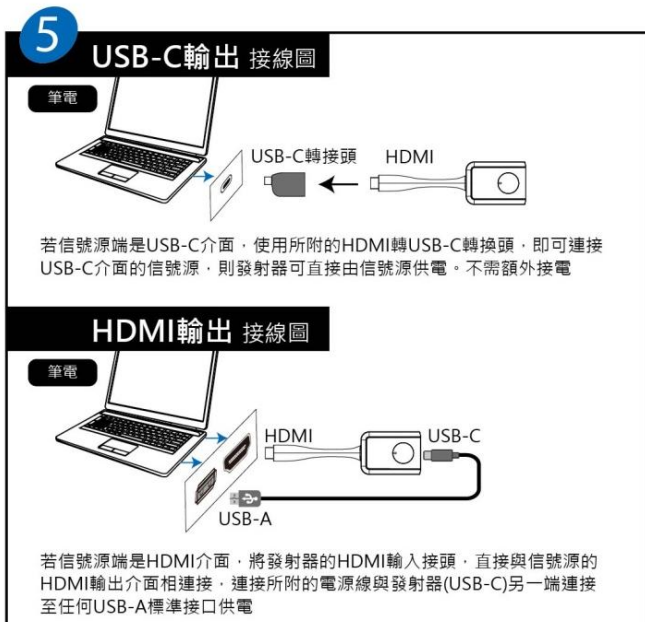 5
USB-C輸出 接線圖
筆電
USB-C轉接頭
HDMI
若信號源端是USB-C介面，使用所附的HDMI轉USB-C轉換頭，即可連接
USB-C介面的信號源，則發射器可直接由信號源供電。不需額外接電
HDMI輸出 接線圖
筆電
HDMI
USB-C
USB-A
若信號源端是HDMI介面，將發射器的HDMI輸入接頭，直接與信號源的
HDMI輸出介面相連接，連接所附的電源線與發射器(USB-C)另一端連接
至任何USB-A標準接口供電